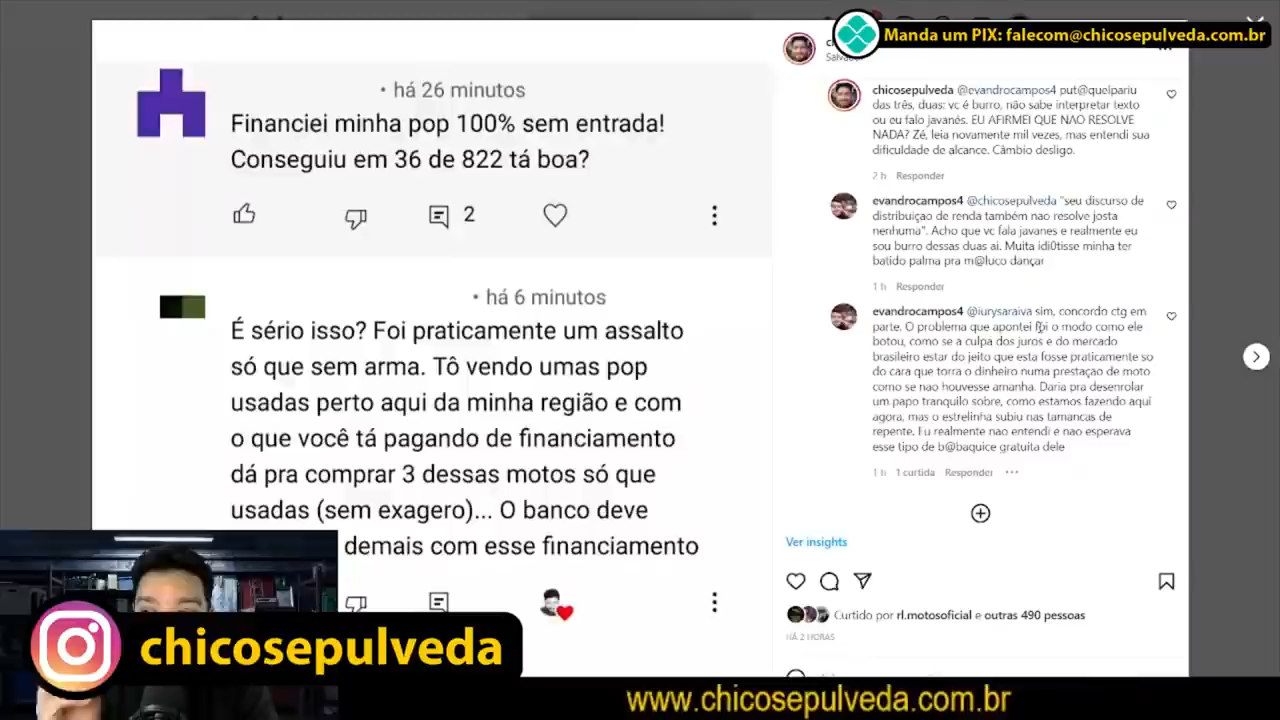 Manda um PIX: falecom@chicosepulveda.com.br
• há 26 minutos
Financiei minha pop 100% sem entrada!
Conseguiu em 36 de 822 tá boa?
2
• há 6 minutos
É sério isso? Foi praticamente um assalto
só que sem arma. Tô vendo umas pop
usadas perto aqui da minha região e com
o que você tá pagando de financiamento
dá pra comprar 3 dessas motos só que
usadas (sem exagero)... O banco deve
demais com esse financiamento
chicosepulveda @evandrocampos4 put@quelpariu
das três, duas: vc é burro, não sabe interpretar texto
ou eu falo javanês. EU AFIRMEI QUE NAO RESOLVE
NADA? Zé, leia novamente mil vezes, mas entendi sua
dificuldade de alcance. Câmbio desligo.
2 h Responder
evandrocampos4 @chicosepulveda "seu discurso de
distribuiçao de renda também nao resolve josta
nenhuma". Acho que vc fala javanes e realmente eu
sou burro dessas duas ai. Muita idi0tisse minha ter
batido palma pra m@luco dançar
1 h Responder
evandrocampos4 @iurysaraiva sim, concordo ctg em
parte. O problema que apontei foi o modo como ele
botou, como se a culpa dos juros e do mercado
brasileiro estar do jeito que esta fosse praticamente so
do cara que torra o dinheiro numa prestaçao de moto
como se nao houvesse amanha. Daria pra desenrolar
um papo tranquilo sobre, como estamos fazendo aqui
agora, mas o estrelinha subiu nas tamancas de
repente. Eu realmente nao entendi e nao esperava
esse tipo de b@baquice gratuita dele
1 h 1 curtida Responder
Ver insights
Curtido por rl.motosoficial e outras 490 pessoas
HÁ 2 HORAS
chicosepulveda
www.chicosepulveda.com.br